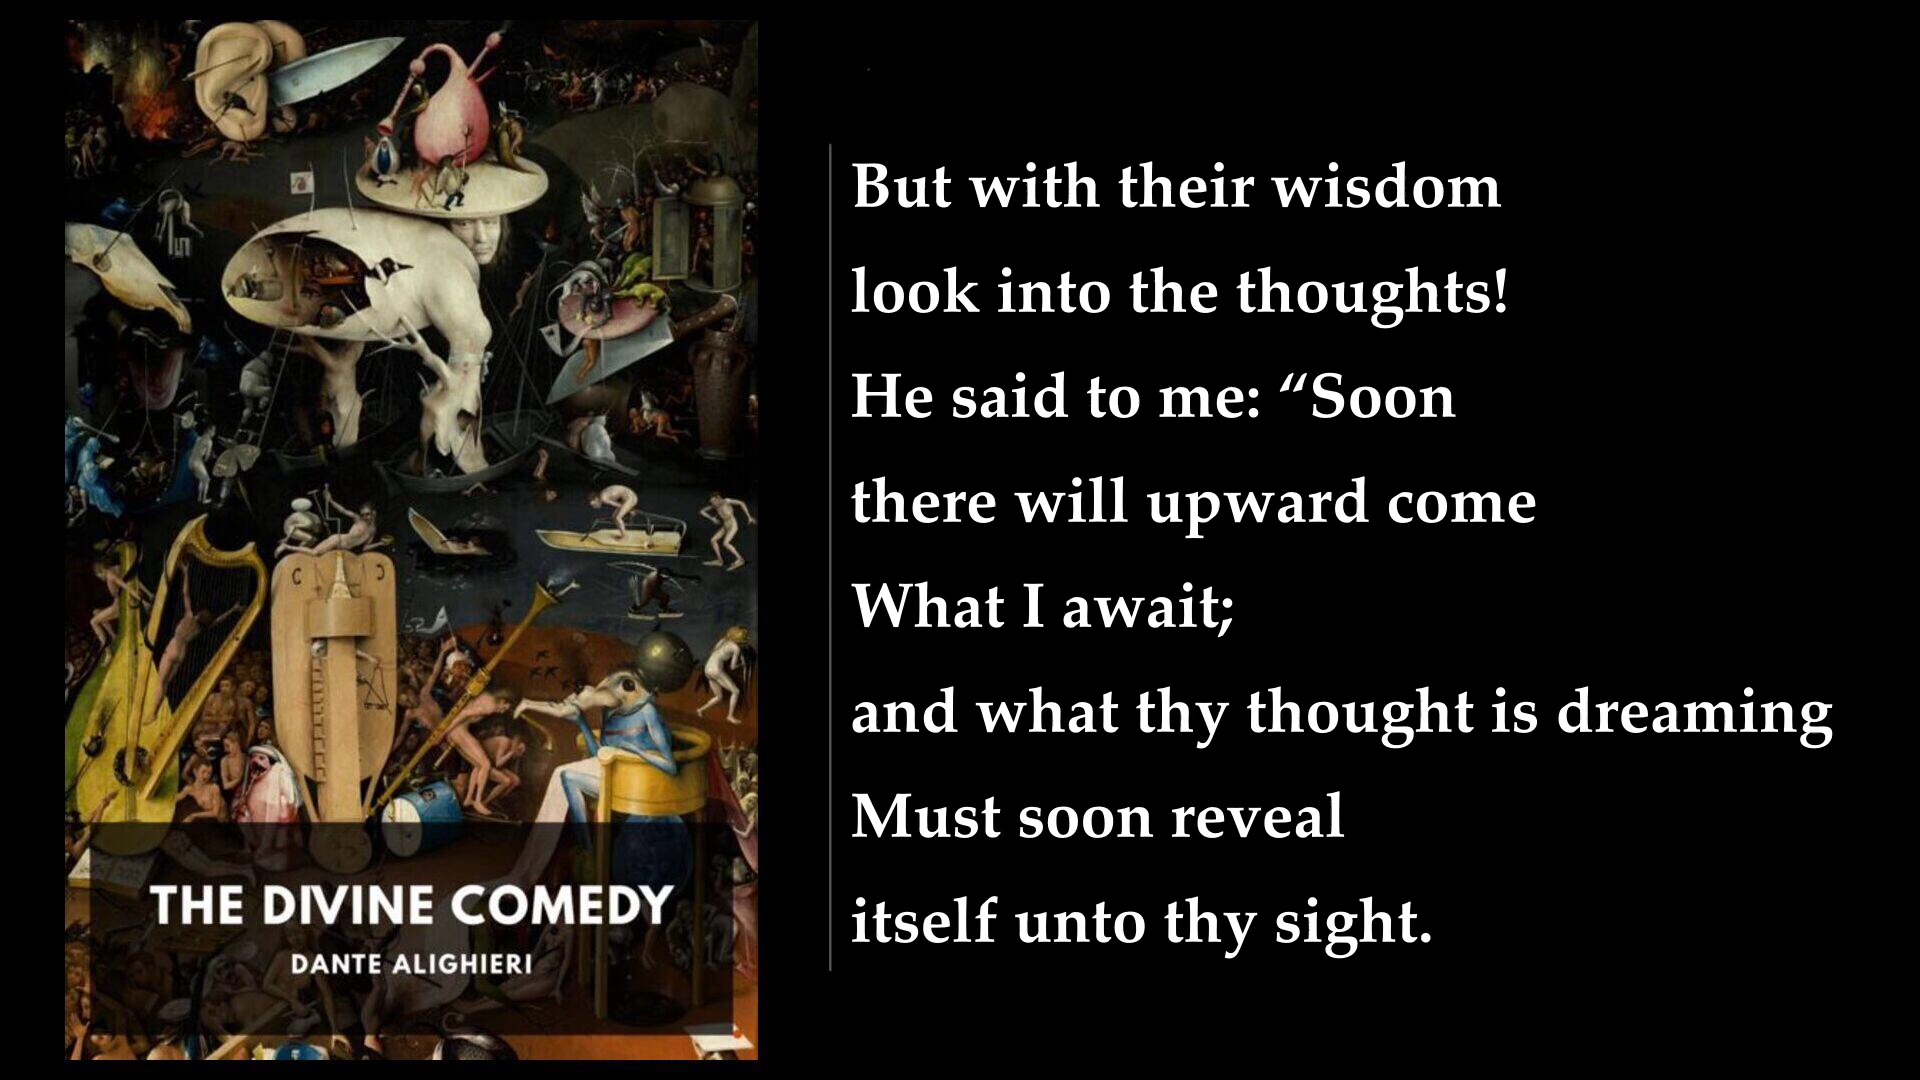 THE DIVINE COMEDY
DANTE ALIGHIERI
But with their wisdom
look into the thoughts!
He said to me: “Soon
there will upward come
What I await;
and what thy thought is dreaming
Must soon reveal
itself unto thy sight.